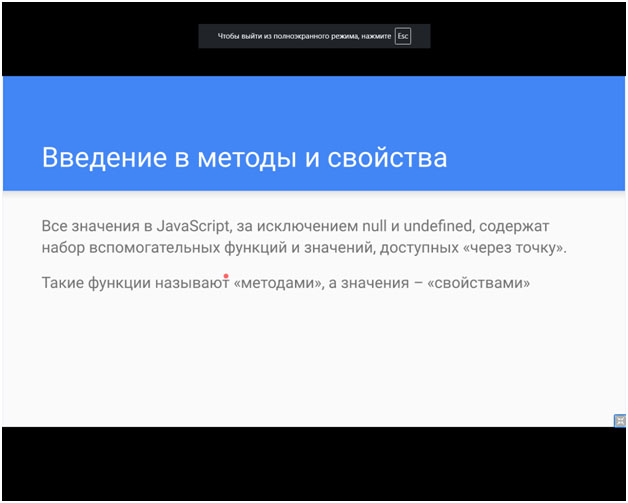 Чтобы выйти из полноэкранного режима, нажмите Esc
Введение в методы и свойства
Все значения в JavaScript, за исключением null и undefined, содержат
набор вспомогательных функций и значений, доступных «через точку».
Такие функции называют «методами», а значения – «свойствами»